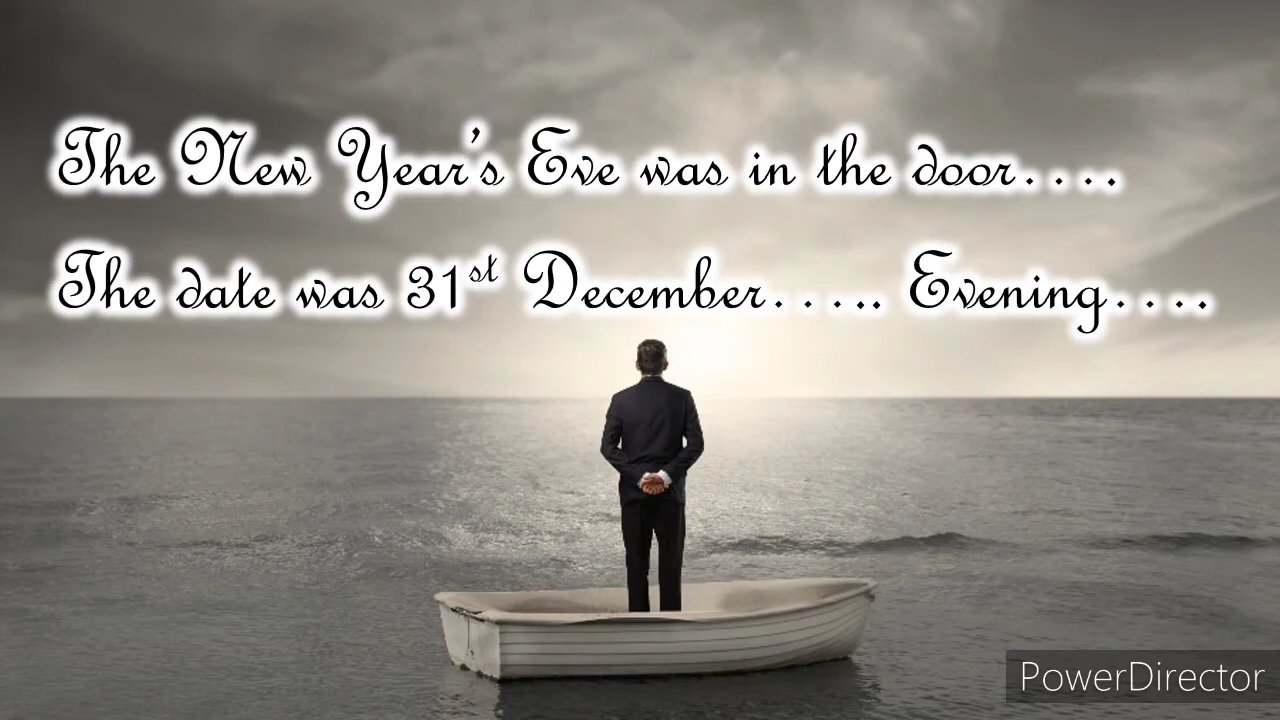 The New Year's Eve was in the door....
The date was 31st December..... Evening....
PowerDirector